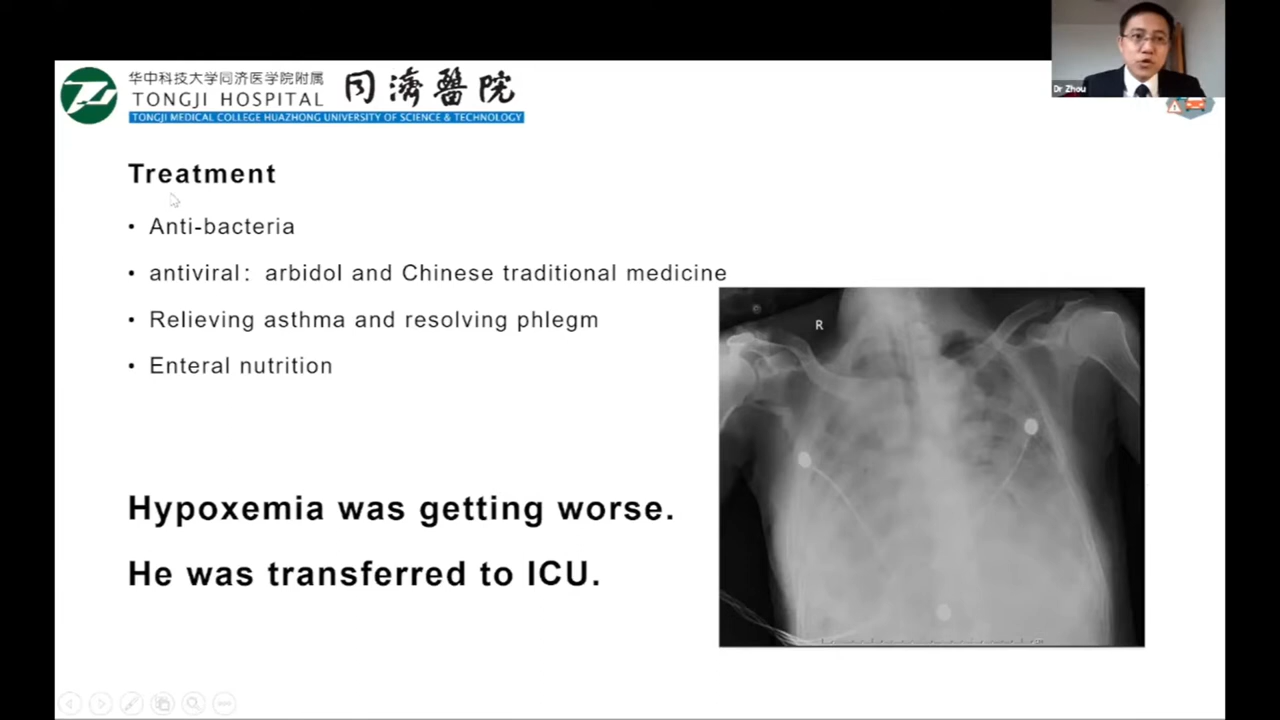 华中科技大学同济医学院附属
TONGJI HOSPITAL
同濟醫院
TONGJI MEDICAL COLLEGE HUAZHONG UNIVERSITY OF SCIENCE & TECHNOLOGY
Dr Zhou
Treatment
• Anti-bacteria
• antiviral: arbidol and Chinese traditional medicine
• Relieving asthma and resolving phlegm
• Enteral nutrition
R
Hypoxemia was getting worse.
He was transferred to ICU.